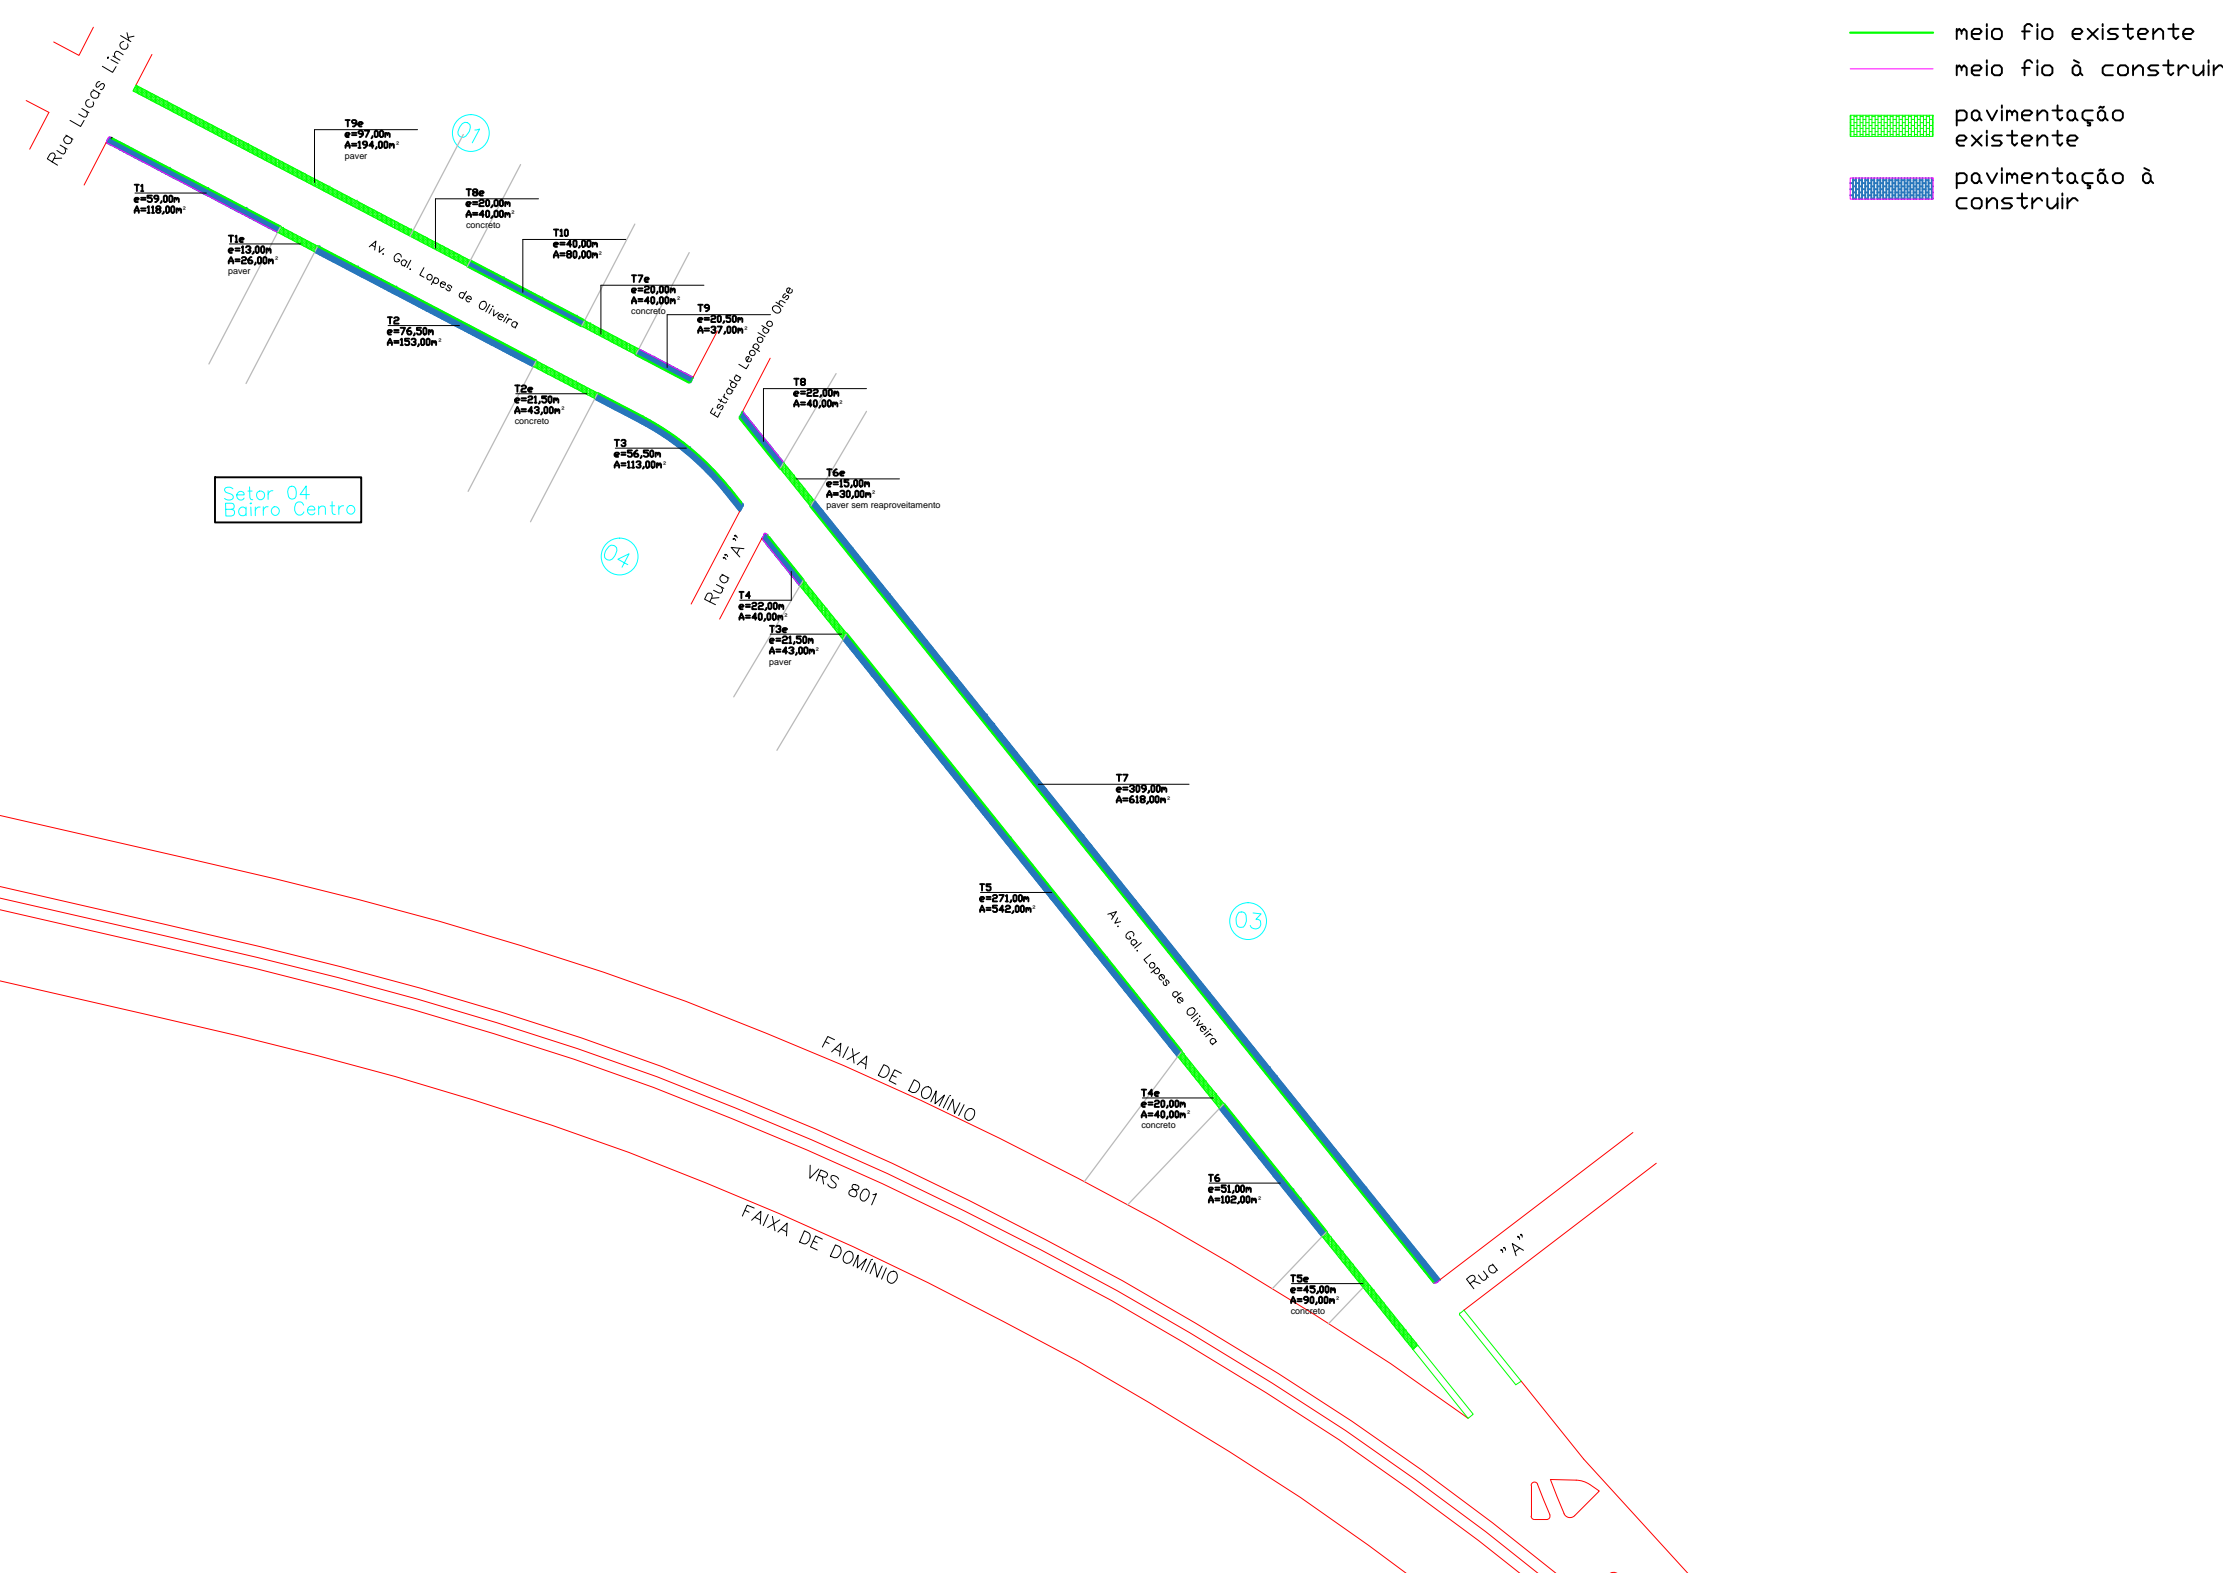 meio fio existente
meio fio à construir
pavimentação
existente
pavimentação à
construir
Rua Lucas Linck
T9e
e=97,00m
A=194,00m²
paver
01
T1
e=59,00m
A=118,00m²
T8e
e=20,00m
A=40,00m²
concreto
T1e
e=13,00m
A=26,00m²
paver
Av. Gal. Lopes de Oliveira
T10
e=40,00m
A=80,00m²
T7e
e=20,00m
A=40,00m²
concreto
T9
e=20,50m
A=37,00m²
Estrada Leopoldo Ohse
T2
e=76,50m
A=153,00m²
T2e
e=21,50m
A=43,00m²
concreto
T8
e=22,00m
A=40,00m²
T3
e=56,50m
A=113,00m²
T6e
e=15,00m
A=30,00m²
paver sem reaproveitamento
Setor 04
Bairro Centro
04
Rua "A"
T4
e=22,00m
A=40,00m²
T3e
e=21,50m
A=43,00m²
paver
T7
e=309,00m
A=618,00m²
T5
e=271,00m
A=542,00m²
03
Av. Gal. Lopes de Oliveira
FAIXA DE DOMÍNIO
T4e
e=20,00m
A=40,00m²
concreto
VRS 801
T6
e=51,00m
A=102,00m²
FAIXA DE DOMÍNIO
Rua "A"
T5e
e=45,00m
A=90,00m²
concreto